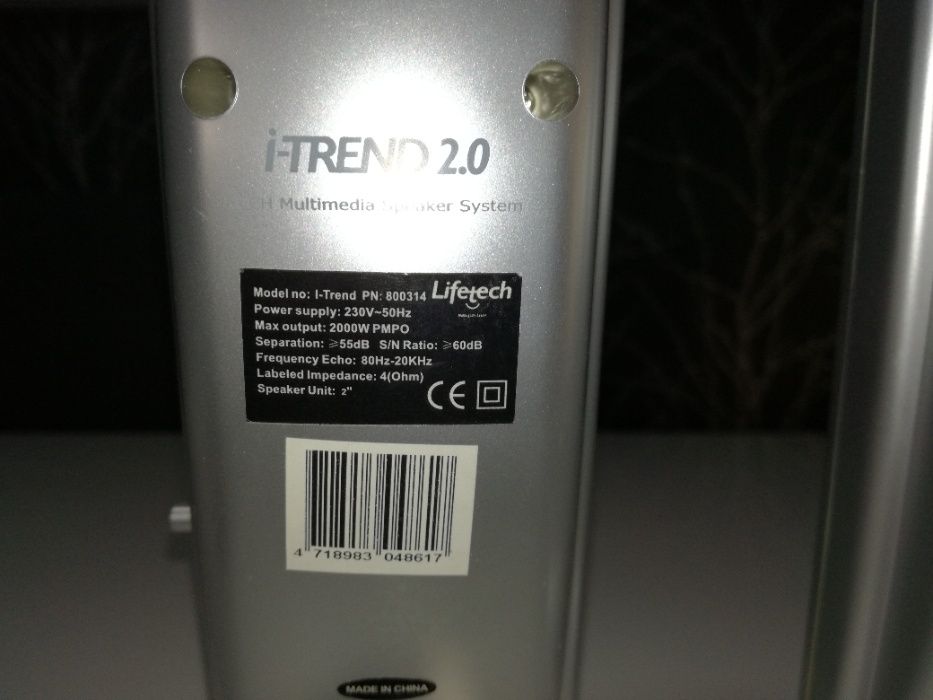 i-TREND 2.0
H Multimedia Speaker System
Model no: I-Trend PN: 800314 Lifetech
Power supply: 230V~50Hz
Max output: 2000W PMPO
Separation: ≥55dB S/N Ratio: ≥60dB
Frequency Echo: 80Hz-20KHz
Labeled Impedance: 4(Ohm)
Speaker Unit: 2"
CE
4 718983 048617
MADE IN CHINA